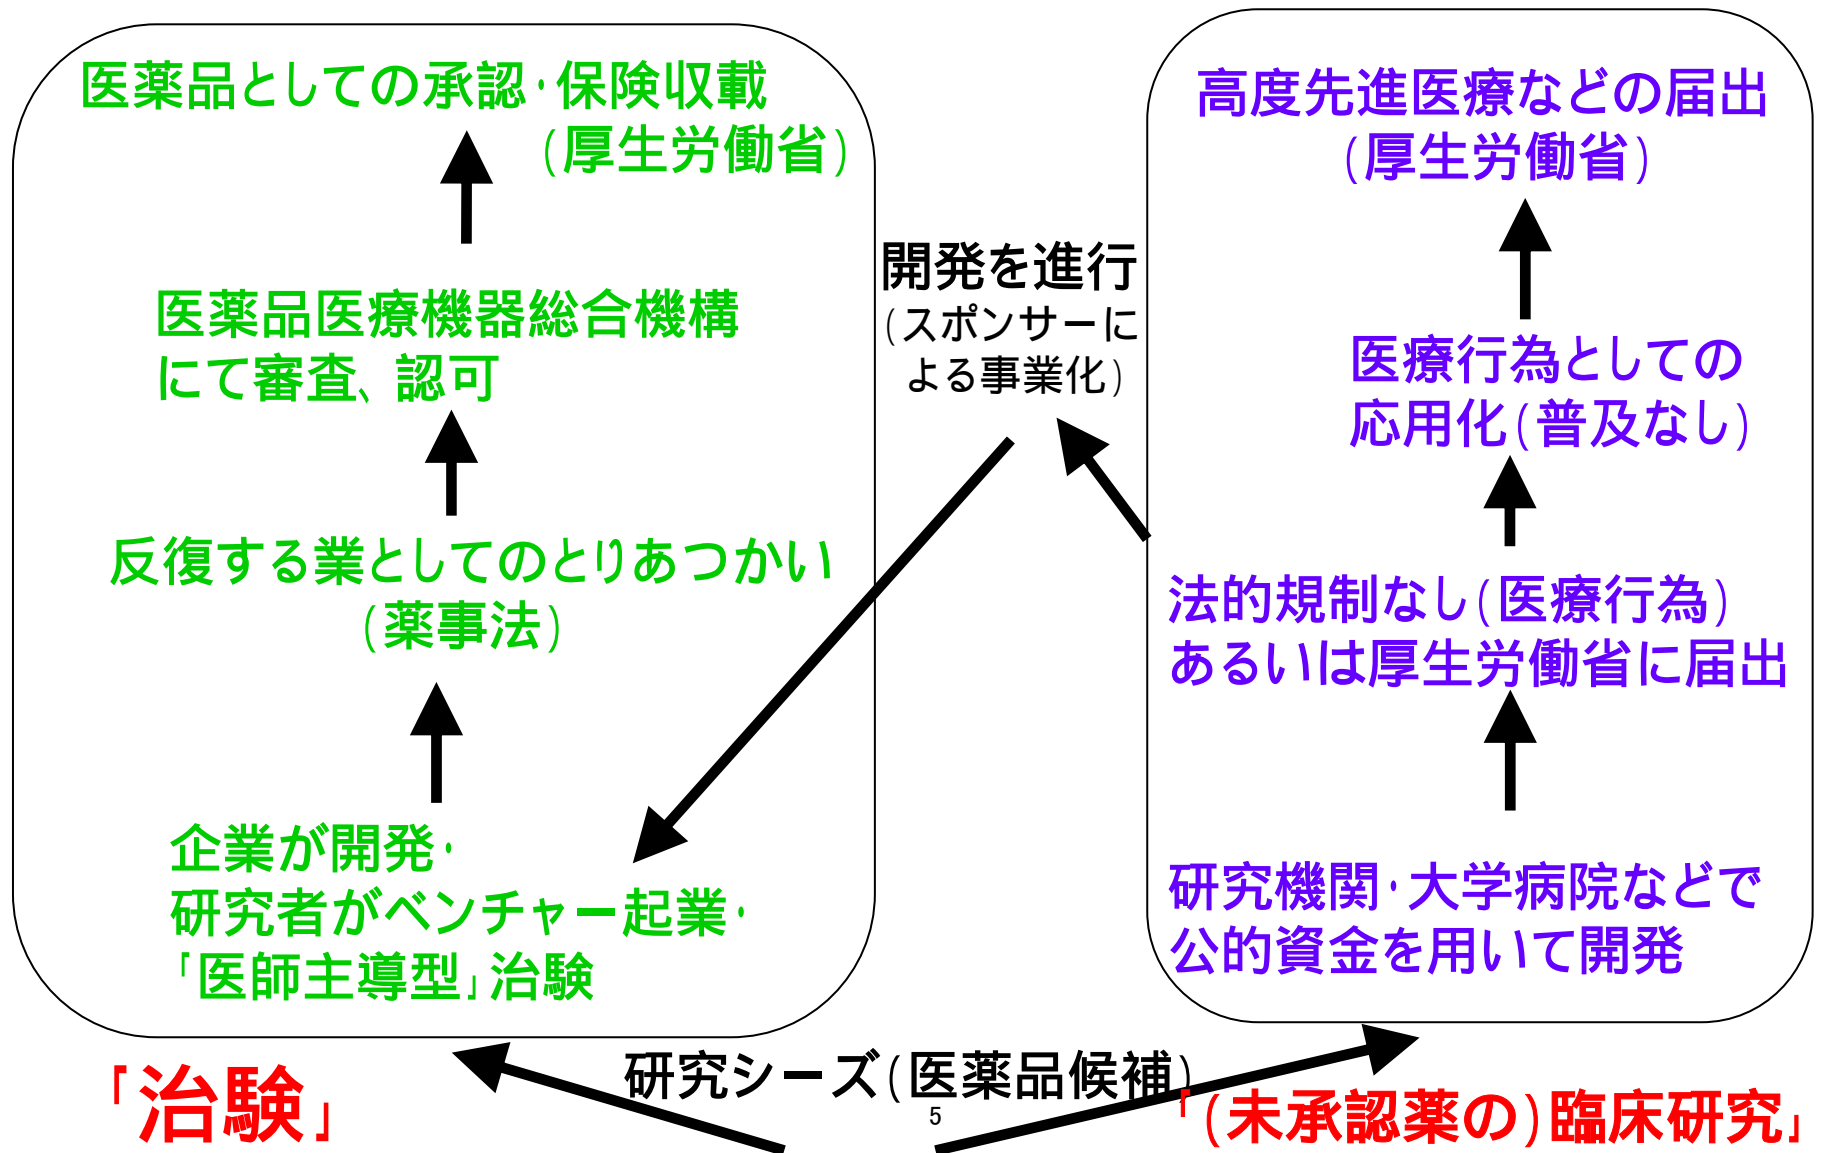 医薬品としての承認・保険収載
(厚生労働省)
医薬品医療機器総合機構
にて審査、認可
反復する業としてのとりあつかい
(薬事法)
企業が開発・
研究者がベンチャー起業・
「医師主導型」治験
「治験」
開発を進行
(スポンサーに
よる事業化)
研究シーズ(医薬品候補)
5
高度先進医療などの届出
(厚生労働省)
医療行為としての
応用化(普及なし)
法的規制なし(医療行為)
あるいは厚生労働省に届出
研究機関・大学病院などで
公的資金を用いて開発
「(未承認薬の)臨床研究」